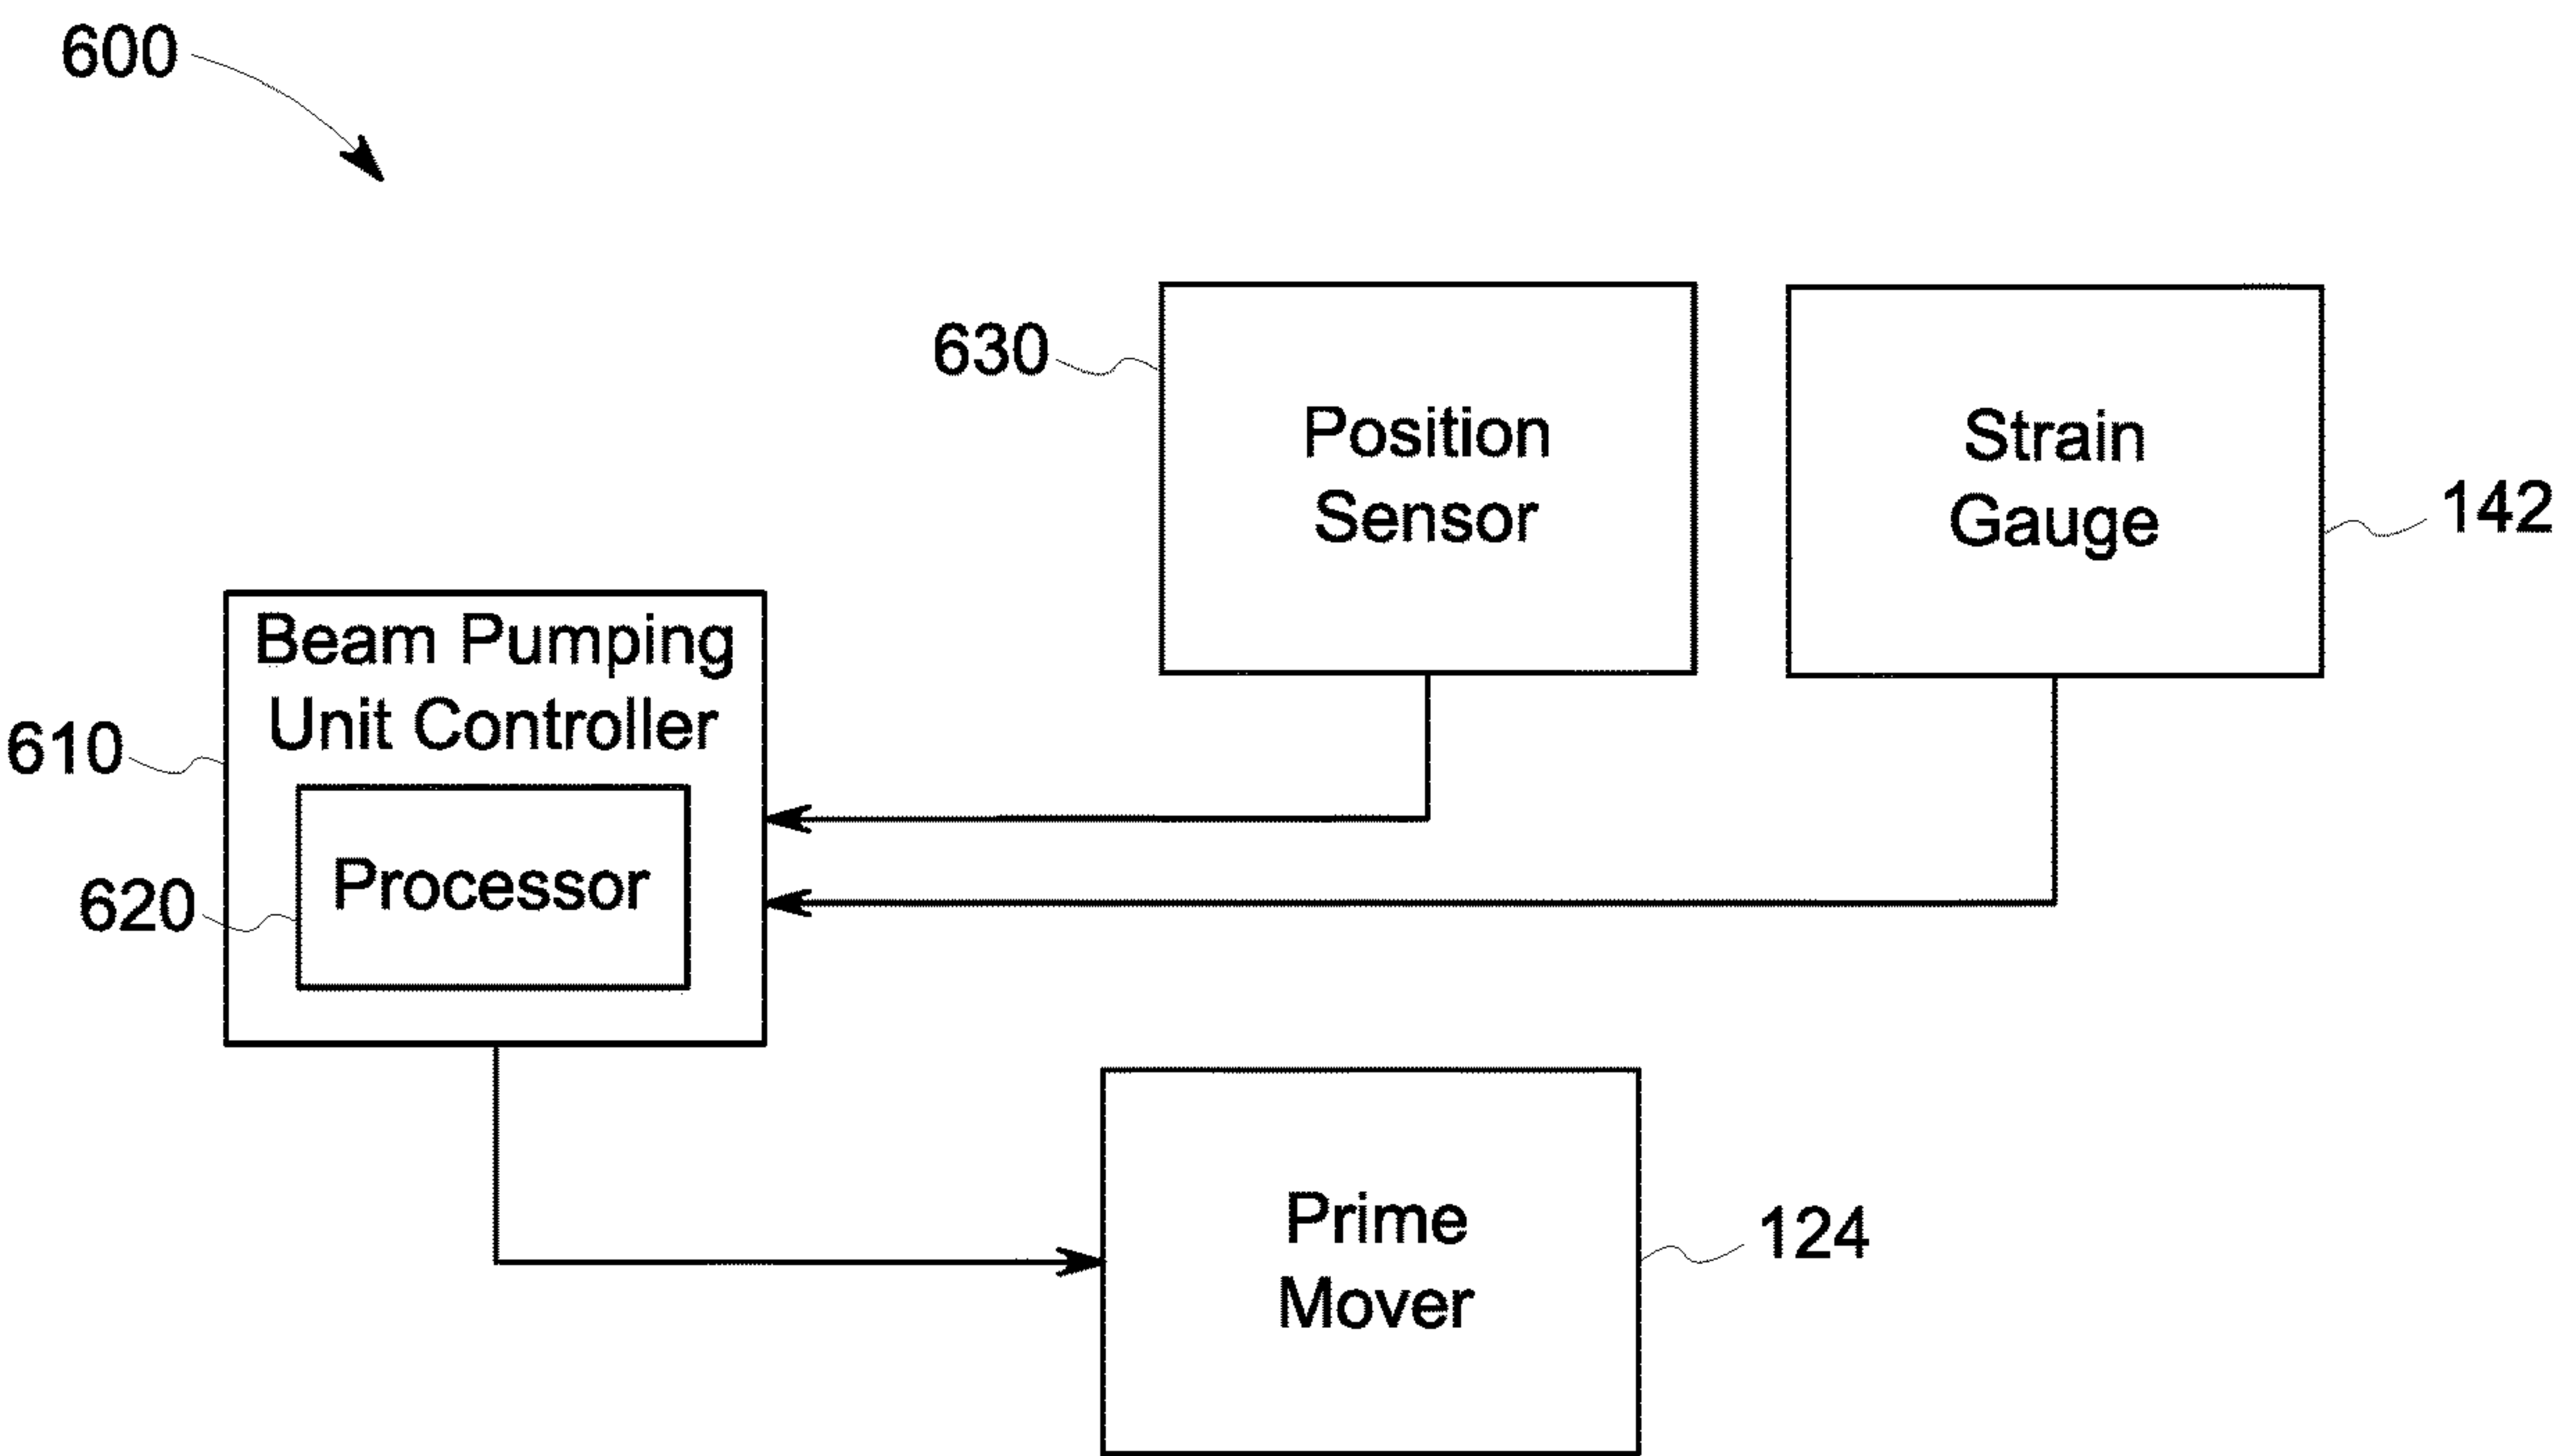 600
630
Position
Sensor
Strain
Gauge
142
Beam Pumping
Unit Controller
610
Processor
620
Prime
Mover
124